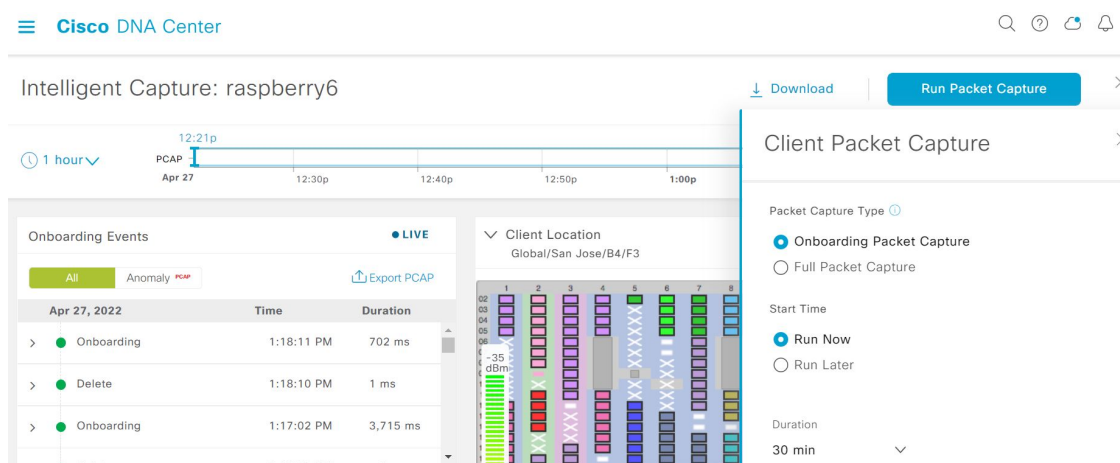 Cisco DNA Center
Intelligent Capture: raspberry6
Download
Run Packet Capture
1 hour
12:21p
PCAP
Apr 27
12:30p
12:40p
12:50p
1:00p
Onboarding Events
LIVE
All
Anomaly PCAP
Export PCAP
Apr 27, 2022 Time Duration
Onboarding 1:18:11 PM 702 ms
Delete 1:18:10 PM 1 ms
Onboarding 1:17:02 PM 3,715 ms
Client Location
Global/San Jose/B4/F3
1 2 3 4 5 6 7 8
02
03
04
05
06
-35
dBm
Client Packet Capture
Packet Capture Type
Onboarding Packet Capture
Full Packet Capture
Start Time
Run Now
Run Later
Duration
30 min